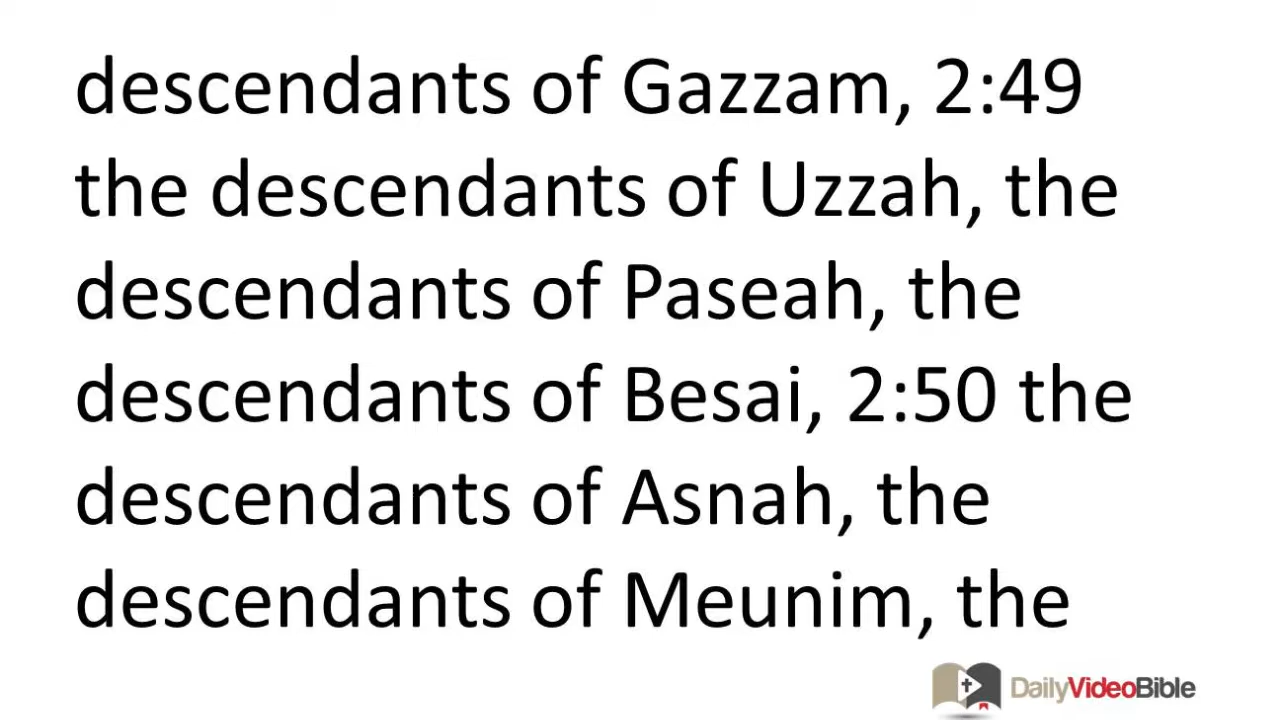 descendants of Gazzam, 2:49
the descendants of Uzzah, the
descendants of Paseah, the
descendants of Besai, 2:50 the
descendants of Asnah, the
descendants of Meunim, the
DailyVideoBible